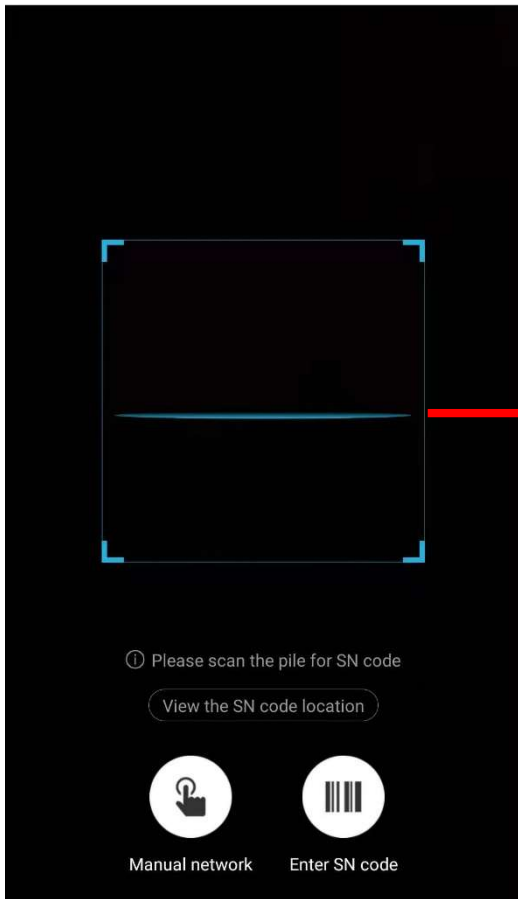 Please scan the pile for SN code
View the SN code location
Manual network Enter SN code